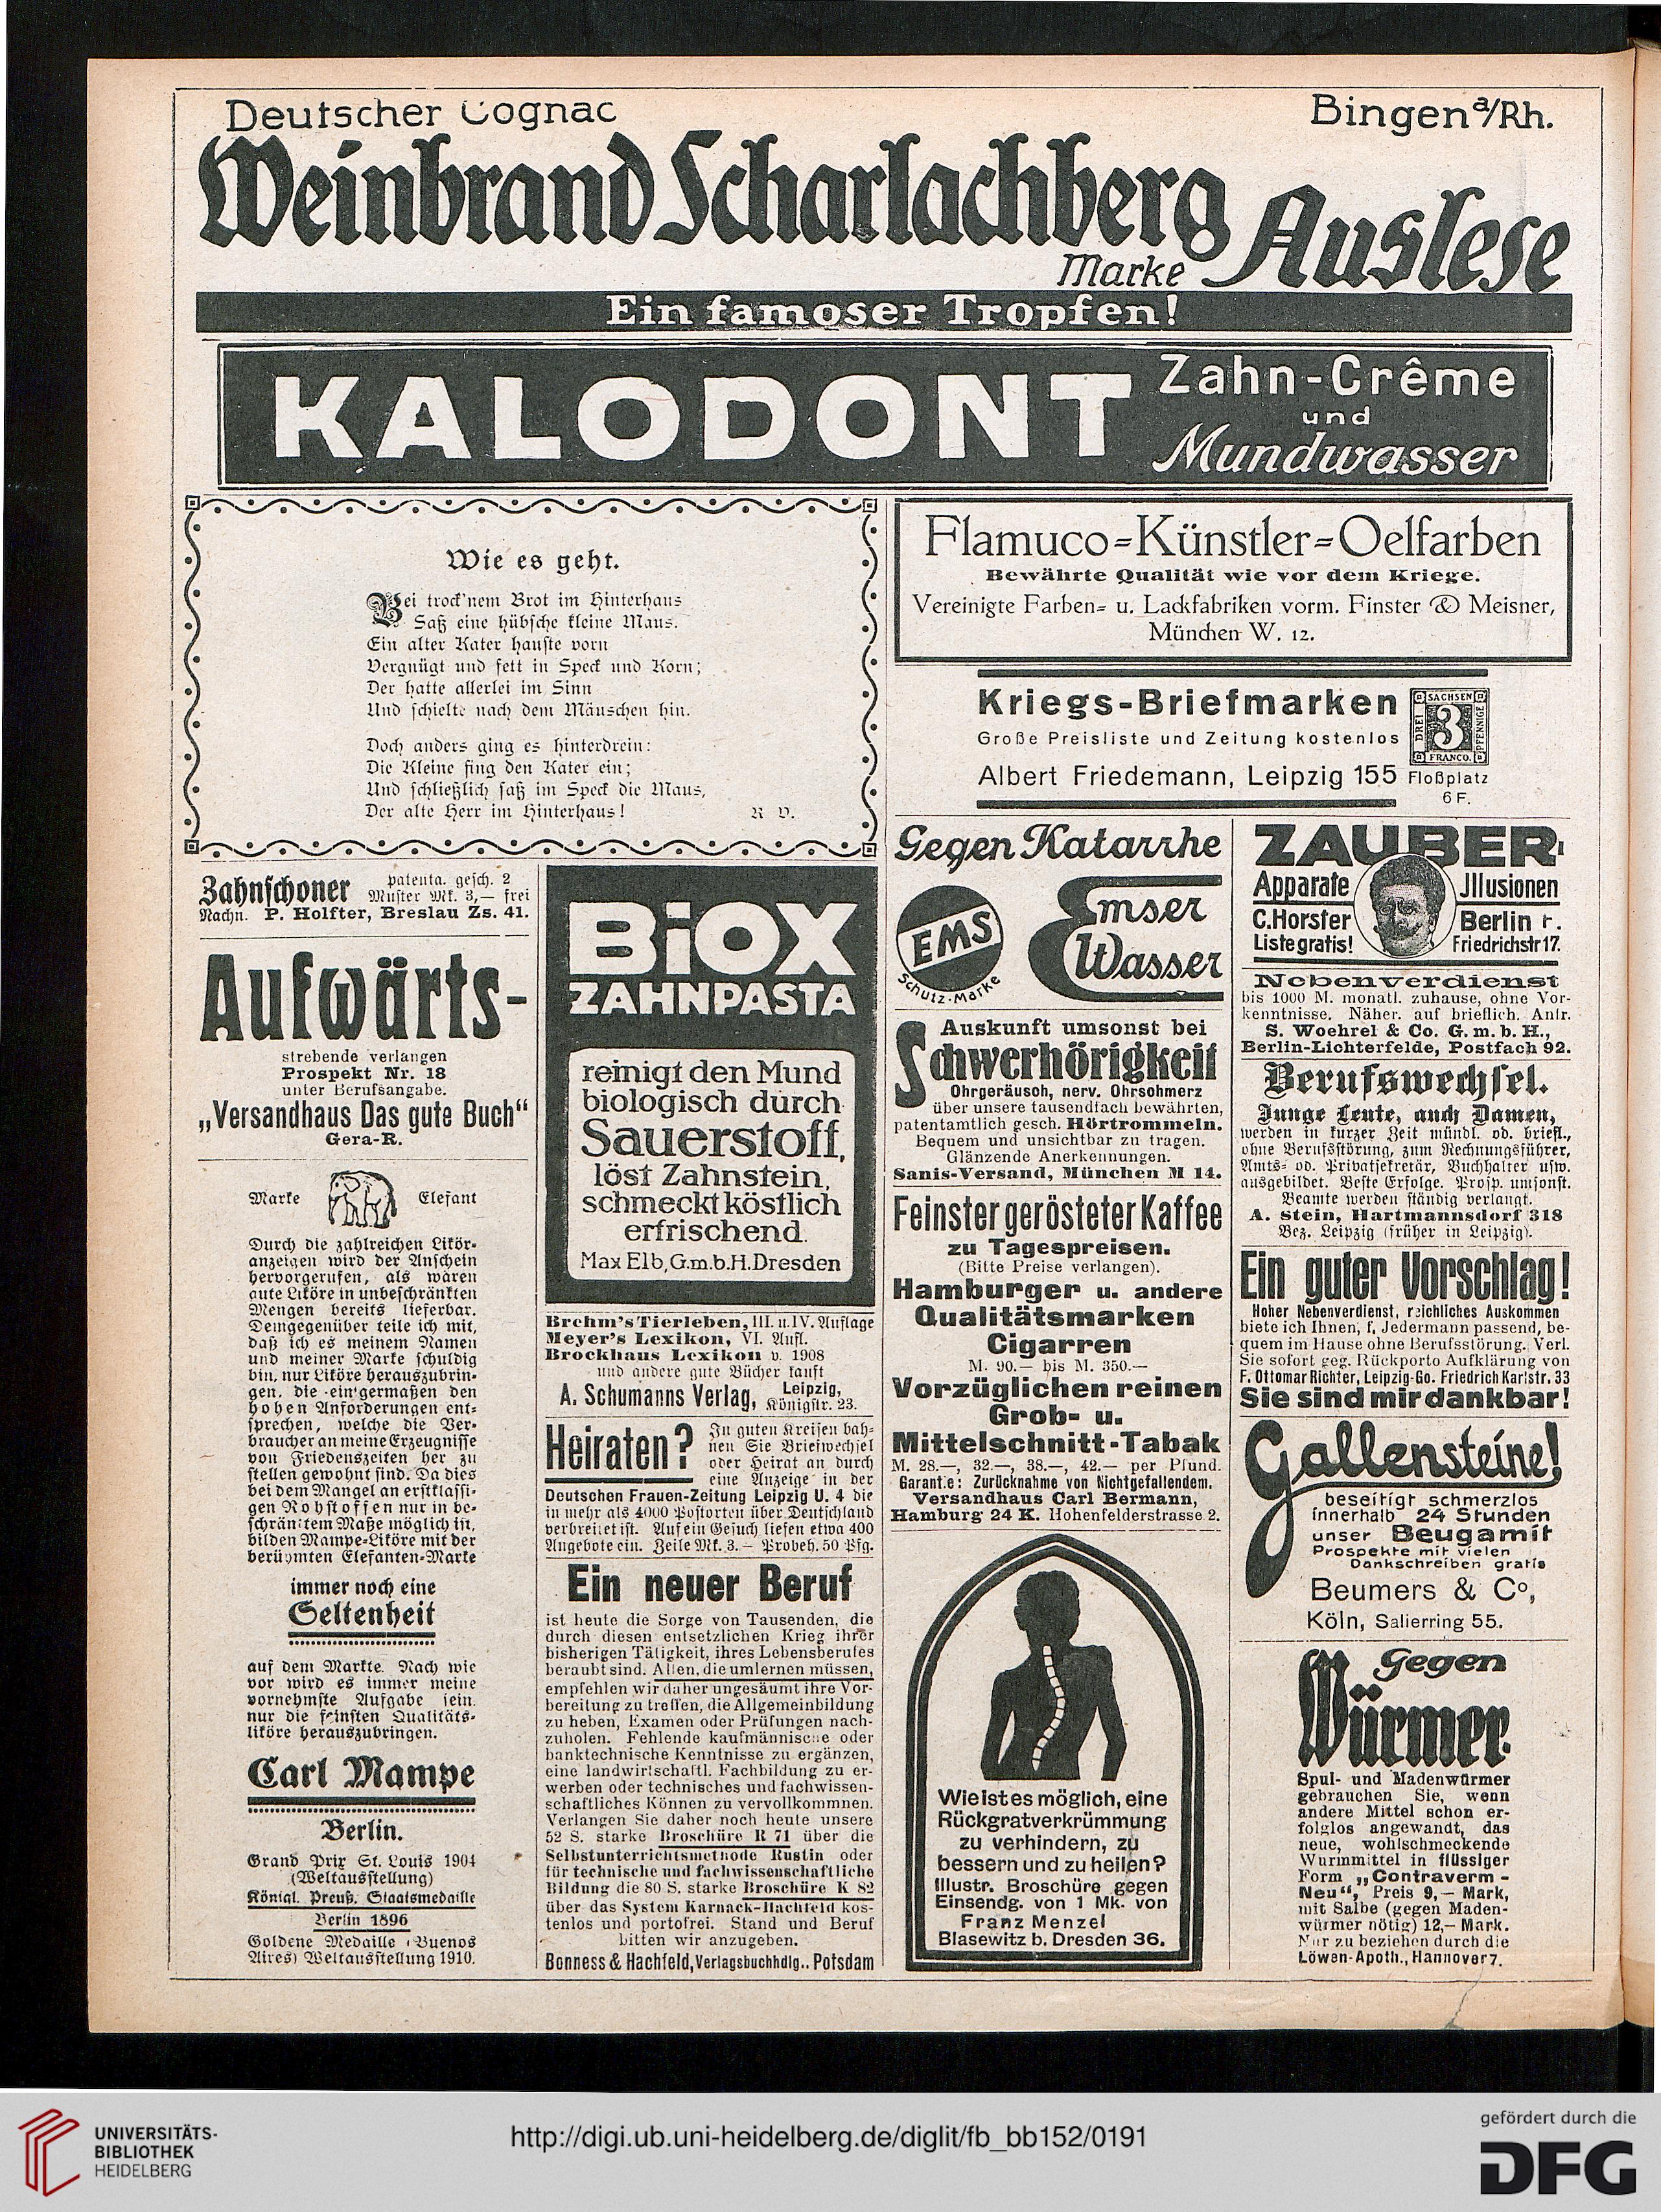 Deutscher Cognac
Bingen a/Rh.
Weinbrand Scharlachberg
Marke Auslese
Ein famoser Tropfen!
KALODONT
Zahn-Crême
und
Mundwasser
Wie es geht.
Bei trock'nem Brot im Hinterhaus
Saß eine hübsche kleine Maus.
Ein alter Kater hauste vorn
Vergnügt und fett in Speck und Korn;
Der hatte allerlei im Sinn
Und schielte nach dem Mäuschen hin.
Doch anders ging es hinterdrein:
Die Kleine fing den Kater ein;
Und schließlich saß im Speck die Maus,
Der alte Herr im Hinterhaus!
R. V.
Flamuco-Künstler-Oelfarben
Bewährte Qualität wie vor dem Kriege.
Vereinigte Farben- u. Lackfabriken vorm. Finster & Meisner,
München W. 12.
Kriegs-Briefmarken
Große Preisliste und Zeitung kostenlos
Albert Friedemann, Leipzig 155 Floßplatz
6 F.
SACHSEN
DREI
3
PFENNIGE
FRANCO.
Zahnschoner
patenta. gesch. 2
Muster Mk. 3,— frei
Nachn. P. Holfter, Breslau Zs. 41.
Aufwärts-
strebende verlangen
Prospekt Nr. 18
unter Berufsangabe.
„Versandhaus Das gute Buch“
Gera-R.
Marke
Elefant
Durch die zahlreichen Likör-
anzeigen wird der Anschein
hervorgerufen, als wären
gute Liköre in unbeschränkten
Mengen bereits lieferbar.
Demgegenüber teile ich mit,
daß ich es meinem Namen
und meiner Marke schuldig
bin, nur Liköre herauszubrin-
gen, die einigermaßen den
hohen Anforderungen ent-
sprechen, welche die Ver-
braucher an meine Erzeugnisse
von Friedenszeiten her zu
stellen gewohnt sind. Da dies
bei dem Mangel an erstklassi-
gen Rohstoffen nur in be-
schränktem Maße möglich ist,
bilden Mampe-Liköre mit der
berühmten Elefanten-Marke
immer noch eine
Seltenheit
auf dem Markte. Nach wie
vor wird es immer meine
vornehmste Aufgabe sein,
nur die feinsten Qualitäts-
liköre herauszubringen.
Carl Mampe
Berlin.
Grand Prix St. Louis 1904
(Weltausstellung)
Königl. Preuß. Staatsmedaille
Berlin 1896
Goldene Medaille (Buenos
Aires) Weltausstellung 1910.
BiOX
ZAHNPASTA
reinigt den Mund
biologisch durch
Sauerstoff,
löst Zahnstein,
schmeckt köstlich
erfrischend.
Max Elb, G.m.b.H. Dresden
Brehm's Tierleben, III. u. IV. Auflage
Meyer's Lexikon, VI. Aufl.
Brockhaus Lexikon v. 1908
und andere gute Bücher kauft
A. Schumanns Verlag, Leipzig,
Königstr. 23.
Heiraten?
In guten Kreisen bah-
nen Sie Briefwechsel
oder Heirat an durch
eine Anzeige in der
Deutschen Frauen-Zeitung Leipzig U. 4 die
in mehr als 4000 Postorten über Deutschland
verbreitet ist. Auf ein Gesuch liefen etwa 400
Angebote ein. Zeile Mk. 3.— Probeh. 50 Pfg.
Ein neuer Beruf
ist heute die Sorge von Tausenden, die
durch diesen entsetzlichen Krieg ihrer
bisherigen Tätigkeit, ihres Lebensberufes
beraubt sind. Allen, die umlernen müssen,
empfehlen wir daher ungesäumt ihre Vor-
bereitung zu treffen, die Allgemeinbildung
zu heben, Examen oder Prüfungen nach-
zuholen. Fehlende kaufmännische oder
banktechnische Kenntnisse zu ergänzen,
eine landwirtschaftl. Fachbildung zu er-
werben oder technisches und fachwissen-
schaftliches Können zu vervollkommnen.
Verlangen Sie daher noch heute unsere
52 S. starke Broschüre R 71 über die
Selbstunterrichtsmethode Rustin oder
für technische und fachwissenschaftliche
Bildung die 80 S. starke Broschüre K 82
über das System Karnack-Hachfeld kos-
tenlos und portofrei. Stand und Beruf
bitten wir anzugeben.
Bonness & Hachfeld, Verlagsbuchhdlg., Potsdam
Gegen Katarrhe
EMS
Schutz-Marke
Emser
Wasser
Auskunft umsonst bei
Schwerhörigkeit
Ohrgeräusch, nerv. Ohrschmerz
über unsere tausendfach bewährten,
patentamtlich gesch. Hörtrommeln.
Bequem und unsichtbar zu tragen.
Glänzende Anerkennungen.
Sanis-Versand, München M 14.
Feinster gerösteter Kaffee
zu Tagespreisen.
(Bitte Preise verlangen).
Hamburger u. andere
Qualitätsmarken
Cigarren
M. 90.— bis M. 350.—
Vorzüglichen reinen
Grob- u.
Mittelschnitt-Tabak
M. 28.—, 32.—, 38.—, 42.— per Pfund.
Garantie: Zurücknahme von Nichtgefallendem.
Versandhaus Carl Bermann,
Hamburg 24 K. Hohenfelderstrasse 2.
Wie ist es möglich, eine
Rückgratverkrümmung
zu verhindern, zu
bessern und zu heilen?
Illustr. Broschüre gegen
Einsendg. von 1 Mk. von
Franz Menzel
Blasewitz b. Dresden 36.
ZAUBER-
Apparate
Jllusionen
C. Horster
Berlin
Liste gratis!
Friedrichstr 17.
Nebenverdienst
bis 1000 M. monatl. zuhause, ohne Vor-
kenntnisse. Näher. auf brieflich. Anfr.
S. Woehrel & Co. G. m. b. H.,
Berlin-Lichterfelde, Postfach 92.
Berufswechsel.
Junge Leute, auch Damen,
werden in kurzer Zeit mündl. od. briefl.,
ohne Berufsstörung, zum Rechnungsführer,
Amts- od. Privatsekretär, Buchhalter usw.
ausgebildet. Beste Erfolge. Prosp. umsonst.
Beamte werden ständig verlangt.
A. Stein, Hartmannsdorf 318
Bez. Leipzig (früher in Leipzig).
Ein guter Vorschlag!
Hoher Nebenverdienst, reichliches Auskommen
biete ich Ihnen, f. Jedermann passend, be-
quem im Hause ohne Berufsstörung. Verl.
Sie sofort geg. Rückporto Aufklärung von
F. Ottomar Richter, Leipzig-Go. Friedrich Karlstr. 33
Sie sind mir dankbar!
Gallensteine!
beseitigt schmerzlos
innerhalb 24 Stunden
unser Beugamit
Prospekte mit vielen
Dankschreiben gratis
Beumers & Co,
Köln, Salierring 55.
Gegen
Würmer
Spul- und Madenwürmer
gebrauchen Sie, wenn
andere Mittel schon er-
folglos angewandt, das
neue, wohlschmeckende
Wurmmittel in flüssiger
Form „Contraverm-
Neu“, Preis 9,— Mark,
mit Salbe (gegen Maden-
würmer nötig) 12,— Mark.
Nur zu beziehen durch die
Löwen-Apoth., Hannover 7.
UNIVERSITÄTS-
BIBLIOTHEK
HEIDELBERG
http://digi.ub.uni-heidelberg.de/diglit/fb_bb152/0191
gefördert durch die
DFG